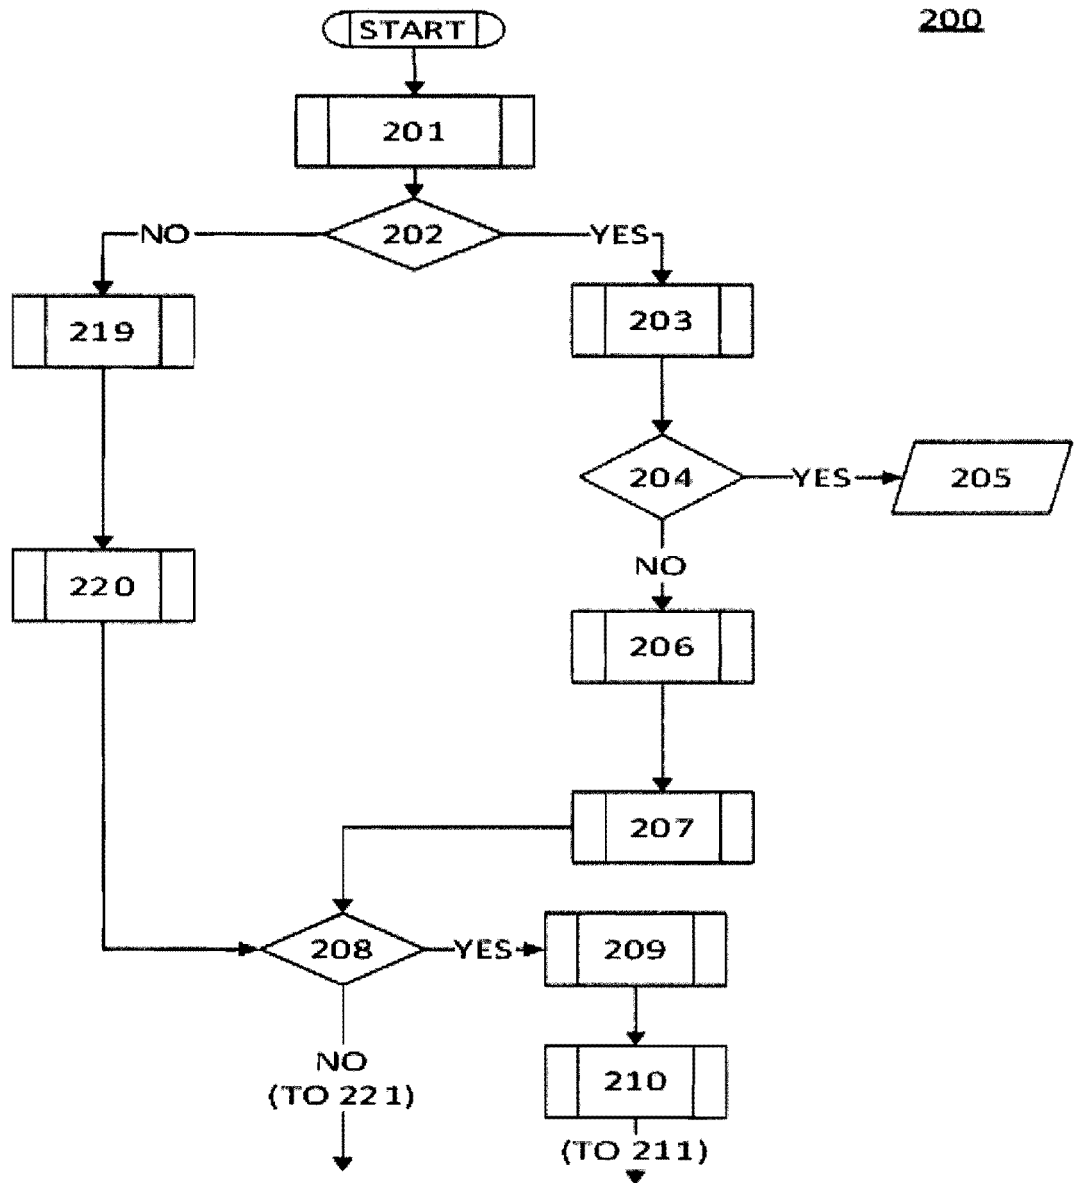 200
START
201
202
NO
YES
219
203
204
YES
205
NO
220
206
207
208
YES
209
NO
(TO 221)
210
(TO 211)